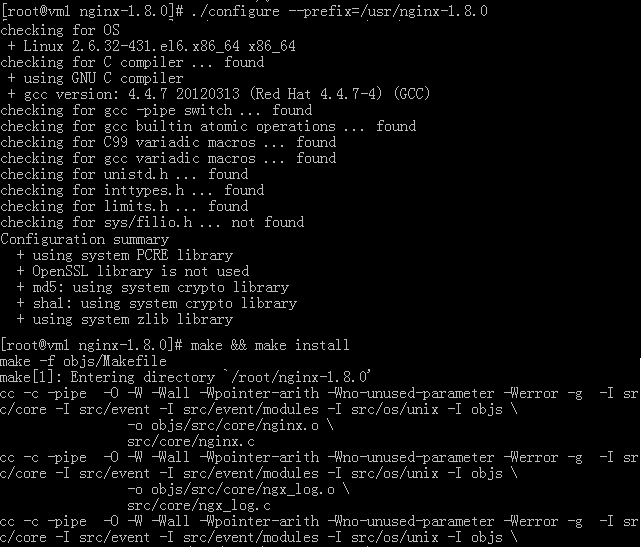 [root@vm1 nginx-1.8.0]# ./configure --prefix=/usr/nginx-1.8.0
checking for OS
+ Linux 2.6.32-431.el6.x86_64 x86_64
checking for C compiler ... found
+ using GNU C compiler
+ gcc version: 4.4.7 20120313 (Red Hat 4.4.7-4) (GCC)
checking for gcc -pipe switch ... found
checking for gcc builtin atomic operations ... found
checking for C99 variadic macros ... found
checking for gcc variadic macros ... found
checking for unistd.h ... found
checking for inttypes.h ... found
checking for limits.h ... found
checking for sys/filio.h ... not found
Configuration summary
+ using system PCRE library
+ OpenSSL library is not used
+ md5: using system crypto library
+ sha1: using system crypto library
+ using system zlib library
[root@vm1 nginx-1.8.0]# make && make install
make -f objs/Makefile
make[1]: Entering directory `/root/nginx-1.8.0'
cc -c -pipe  -O -W -Wall -Wpointer-arith -Wno-unused-parameter -Werror -g  -I sr
c/core -I src/event -I src/event/modules -I src/os/unix -I objs \
-o objs/src/core/nginx.o \
src/core/nginx.c
cc -c -pipe  -O -W -Wall -Wpointer-arith -Wno-unused-parameter -Werror -g  -I sr
c/core -I src/event -I src/event/modules -I src/os/unix -I objs \
-o objs/src/core/ngx_log.o \
src/core/ngx_log.c
cc -c -pipe  -O -W -Wall -Wpointer-arith -Wno-unused-parameter -Werror -g  -I sr
c/core -I src/event -I src/event/modules -I src/os/unix -I objs \